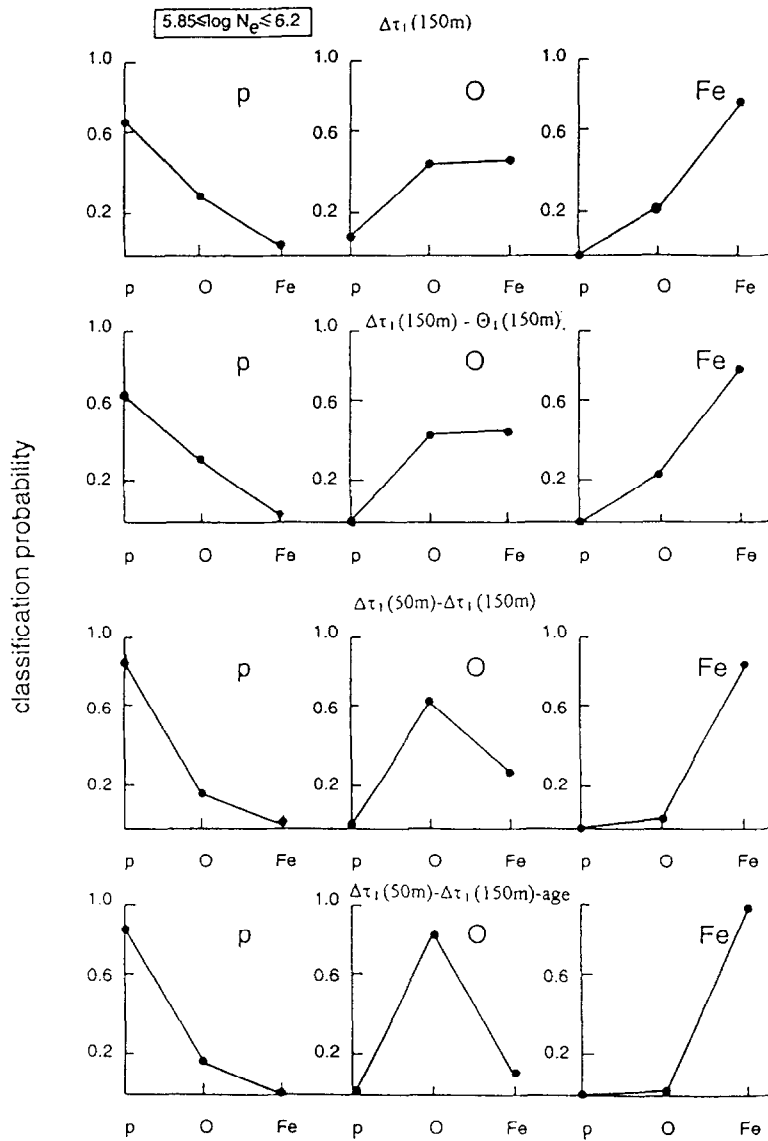 5.85≤log Ne≤6.2
Δτ₁(150m)
1.0
0.6
0.2
p
p O Fe
1.0
0.6
0.2
O
p O Fe
1.0
0.6
0.2
Fe
p O Fe
Δτ₁(150m) - Θ₁(150m)
1.0
0.6
0.2
p
p O Fe
1.0
0.6
0.2
O
p O Fe
1.0
0.6
0.2
Fe
p O Fe
classification probability
Δτ₁(50m)-Δτ₁(150m)
1.0
0.6
0.2
p
p O Fe
1.0
0.6
0.2
O
p O Fe
1.0
0.6
0.2
Fe
p O Fe
Δτ₁(50m)-Δτ₁(150m)-age
1.0
0.6
0.2
p
p O Fe
1.0
0.6
0.2
O
p O Fe
1.0
0.6
0.2
Fe
p O Fe